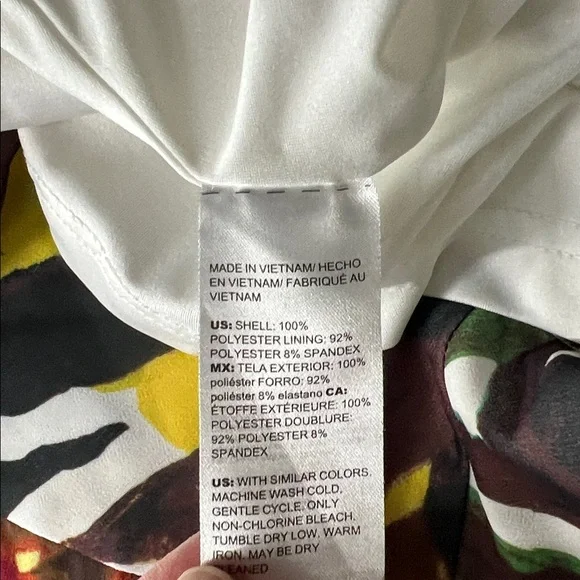 MADE IN VIETNAM/ HECHO
EN VIETNAM/ FABRIQUÉ AU
VIETNAM
US: SHELL: 100%
POLYESTER LINING: 92%
POLYESTER 8% SPANDEX
MX: TELA EXTERIOR: 100%
poliéster FORRO: 92%
poliéster 8% elastano CA:
ÉTOFFE EXTÉRIEURE: 100%
POLYESTER DOUBLURE:
92% POLYESTER 8%
SPANDEX
US: WITH SIMILAR COLORS.
MACHINE WASH COLD.
GENTLE CYCLE. ONLY
NON-CHLORINE BLEACH.
TUMBLE DRY LOW. WARM
IRON. MAY BE DRY
CLEANED